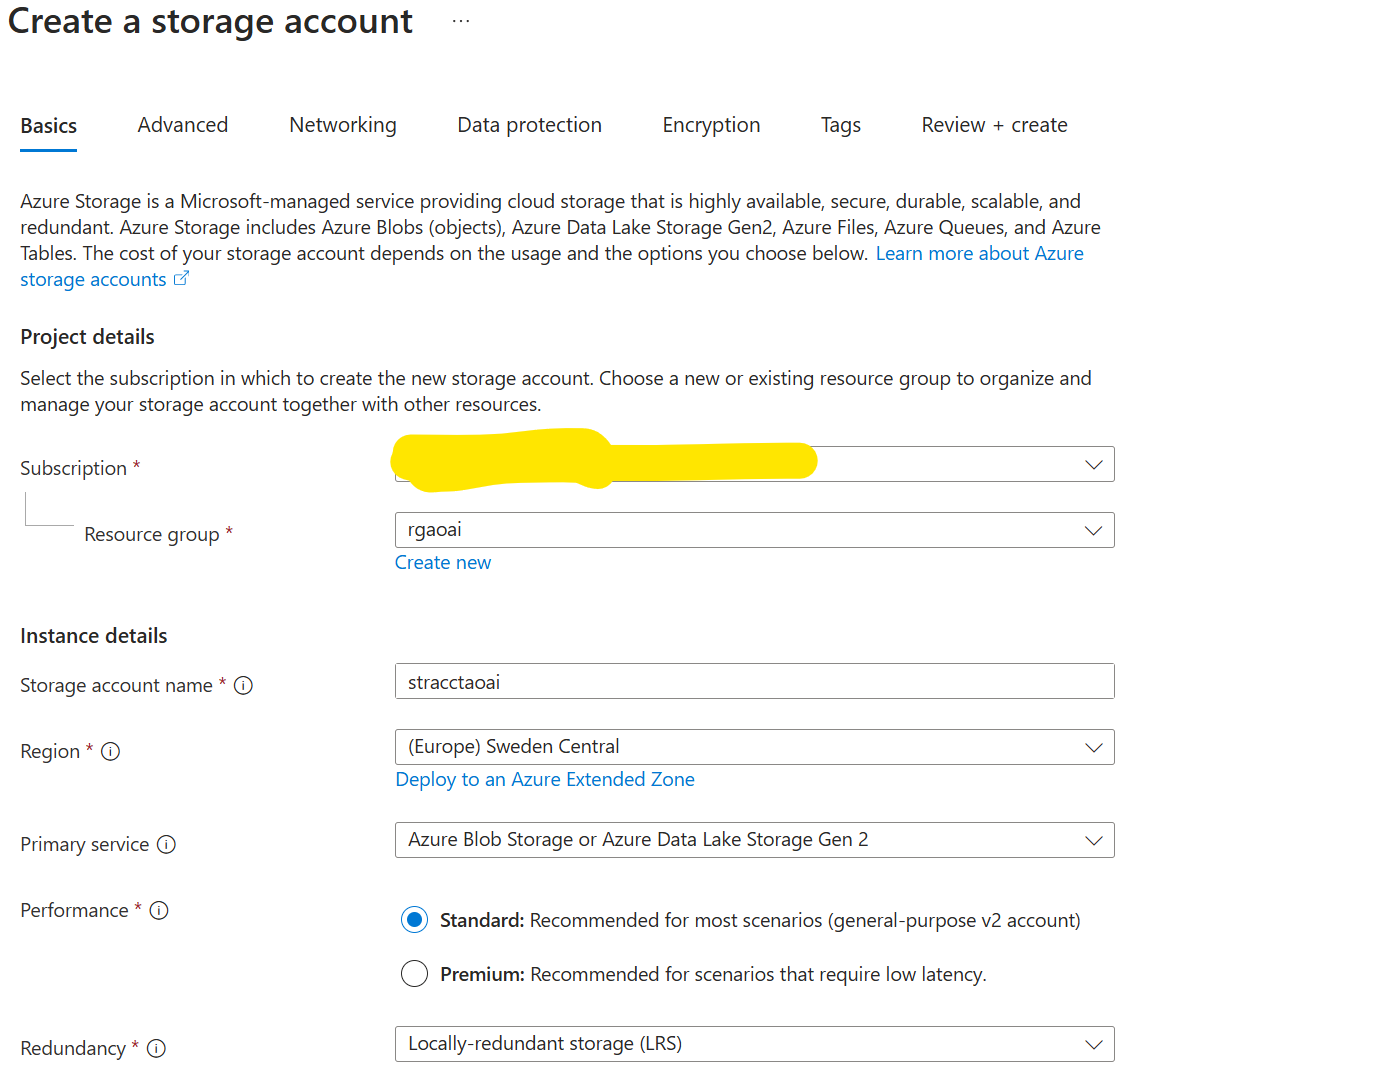 Create a storage account ...
Basics Advanced Networking Data protection Encryption Tags Review + create
Azure Storage is a Microsoft-managed service providing cloud storage that is highly available, secure, durable, scalable, and
redundant. Azure Storage includes Azure Blobs (objects), Azure Data Lake Storage Gen2, Azure Files, Azure Queues, and Azure
Tables. The cost of your storage account depends on the usage and the options you choose below. Learn more about Azure
storage accounts
Project details
Select the subscription in which to create the new storage account. Choose a new or existing resource group to organize and
manage your storage account together with other resources.
Subscription *
Resource group * rgaoai
Create new
Instance details
Storage account name * stracctaoai
Region * (Europe) Sweden Central
Deploy to an Azure Extended Zone
Primary service Azure Blob Storage or Azure Data Lake Storage Gen 2
Performance * Standard: Recommended for most scenarios (general-purpose v2 account)
Premium: Recommended for scenarios that require low latency.
Redundancy * Locally-redundant storage (LRS)